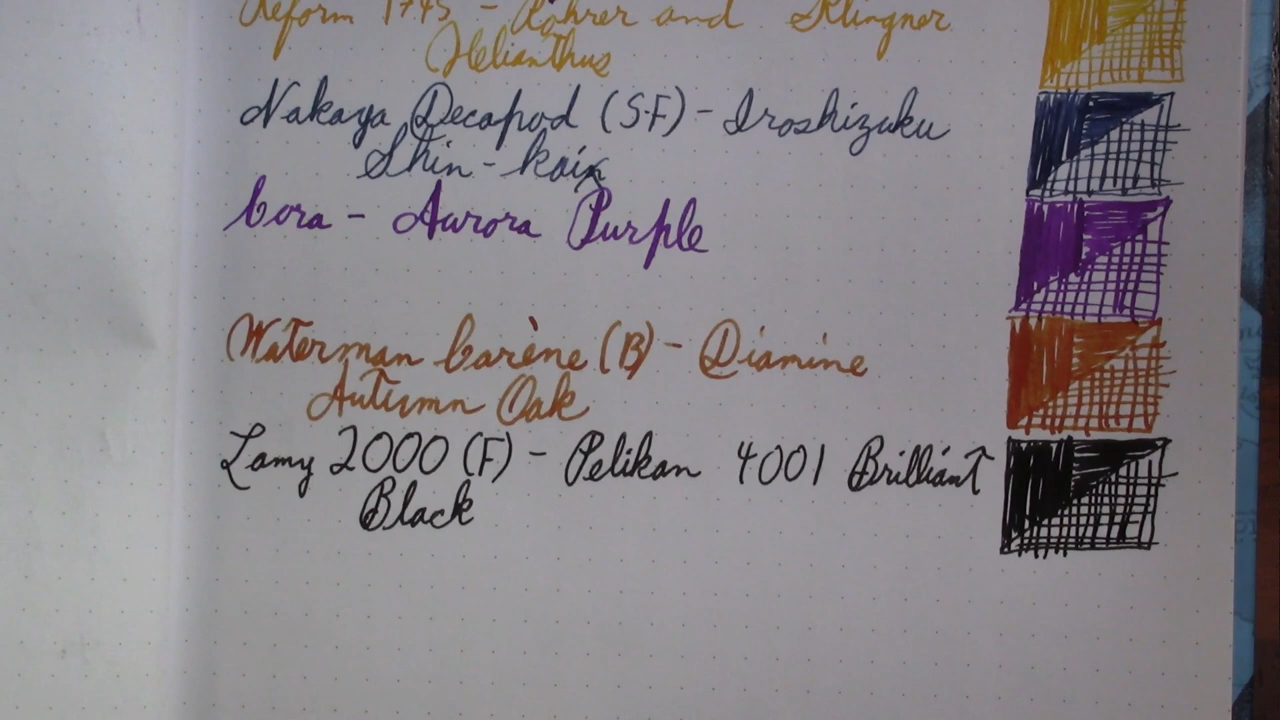 Reform 1745 - Rohrer and Klingner
Helianthus
Nakaya Decapod (S-F) - Iroshizuku
Shin-kai
Cora - Aurora Purple
Waterman Carène (B) - Diamine
Autumn Oak
Lamy 2000 (F) - Pelikan 4001 Brilliant
Black